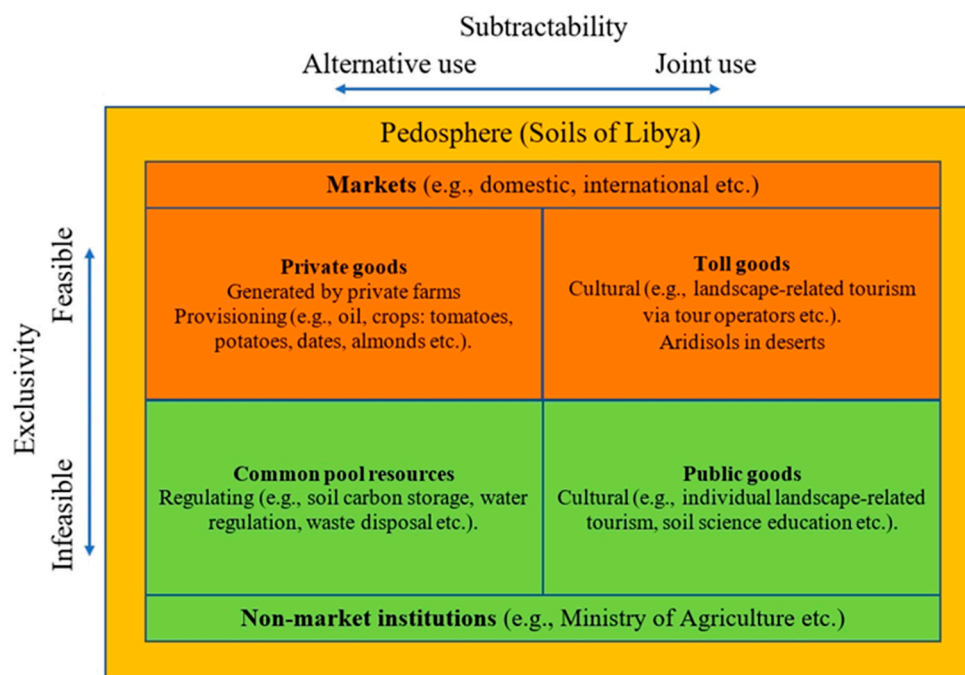 Subtractability
Alternative use
Joint use
Pedosphere (Soils of Libya)
Markets (e.g., domestic, international etc.)
Exclusivity
Feasible
Infeasible
Private goods
Generated by private farms
Provisioning (e.g., oil, crops: tomatoes,
potatoes, dates, almonds etc.).
Toll goods
Cultural (e.g., landscape-related tourism
via tour operators etc.).
Aridisols in deserts
Common pool resources
Regulating (e.g., soil carbon storage, water
regulation, waste disposal etc.).
Public goods
Cultural (e.g., individual landscape-related
tourism, soil science education etc.).
Non-market institutions (e.g., Ministry of Agriculture etc.)